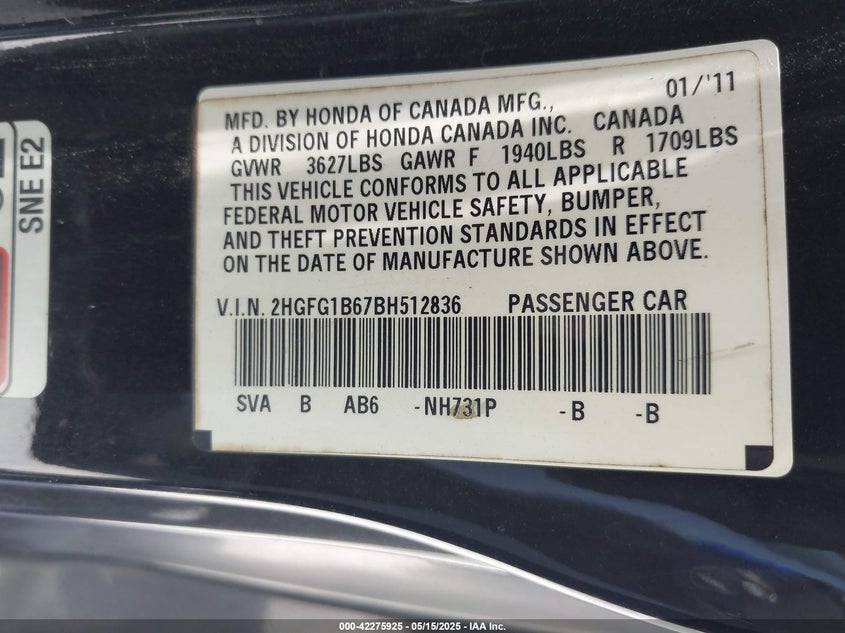 01/'11
MFD. BY HONDA OF CANADA MFG.,
A DIVISION OF HONDA CANADA INC. CANADA
GVWR 3627LBS GAWR F 1940LBS R 1709LBS
THIS VEHICLE CONFORMS TO ALL APPLICABLE
FEDERAL MOTOR VEHICLE SAFETY, BUMPER,
AND THEFT PREVENTION STANDARDS IN EFFECT
ON THE DATE OF MANUFACTURE SHOWN ABOVE.
V.I.N. 2HGFG1B67BH512836 PASSENGER CAR
SVA B AB6 -NH731P -B -B
SNE E2
000-42275925 - 05/15/2025 - IAA Inc.